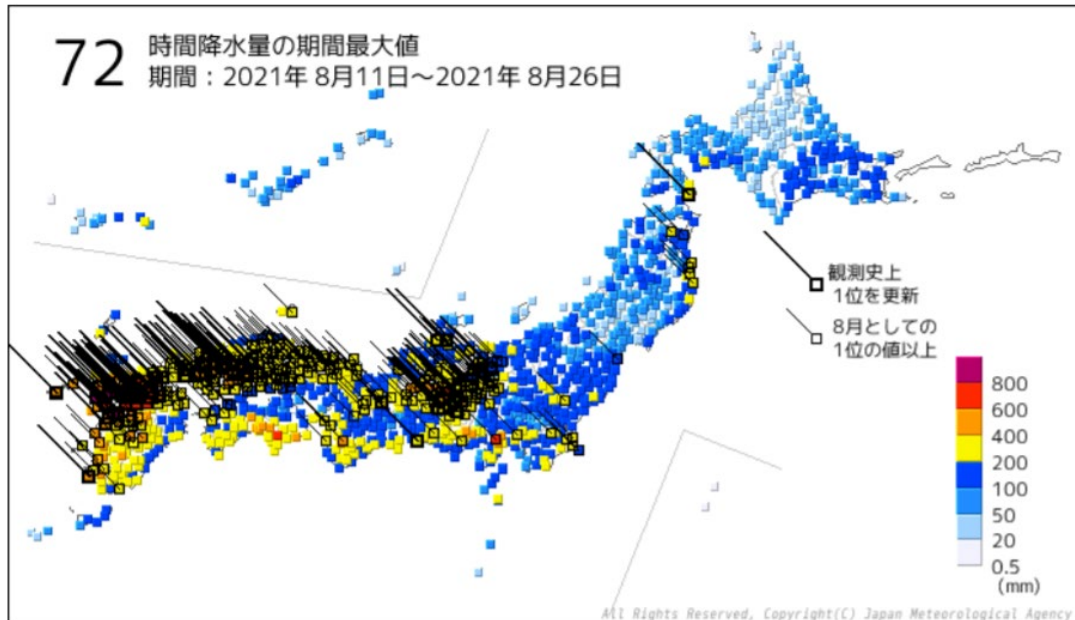 72 時間降水量の期間最大値
期間：2021年 8月11日～2021年 8月26日
観測史上
1位を更新
8月としての
1位の値以上
800
600
400
200
100
50
20
0.5
(mm)
All Rights Reserved, Copyright(C) Japan Meteorological Agency